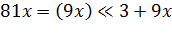 81x = (9x) ≪ 3 + 9x